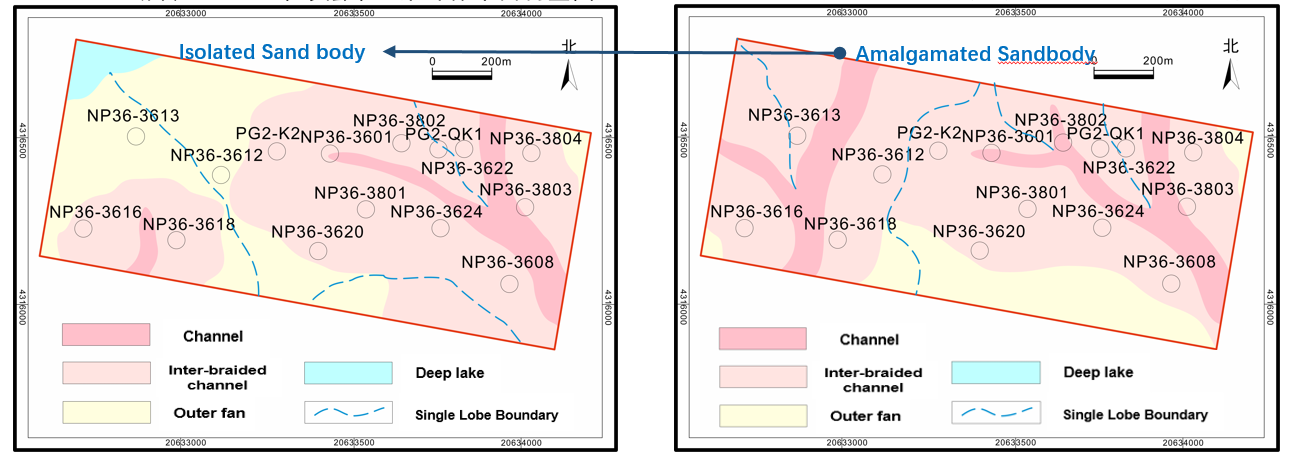 20633000 20633500 20634000
Isolated Sand body
北
0 200m
NP36-3613
NP36-3802
PG2-K2 NP36-3601 PG2-QK1 NP36-3804
NP36-3612
NP36-3622
NP36-3801
NP36-3803
NP36-3616
NP36-3624
NP36-3618
NP36-3620
NP36-3608
4316500
4316500
4316000
4316000
Channel
Inter-braided
channel
Deep lake
Outer fan
Single Lobe Boundary
20633000 20633500 20634000
20633000 20633500 20634000
Amalgamated Sandbody
北
0 200m
NP36-3613
NP36-3802
PG2-K2 NP36-3601 PG2-QK1 NP36-3804
NP36-3612
NP36-3622
NP36-3801
NP36-3803
NP36-3616
NP36-3624
NP36-3618
NP36-3620
NP36-3608
4316500
4316500
4316000
4316000
Channel
Inter-braided
channel
Deep lake
Outer fan
Single Lobe Boundary
20633000 20633500 20634000